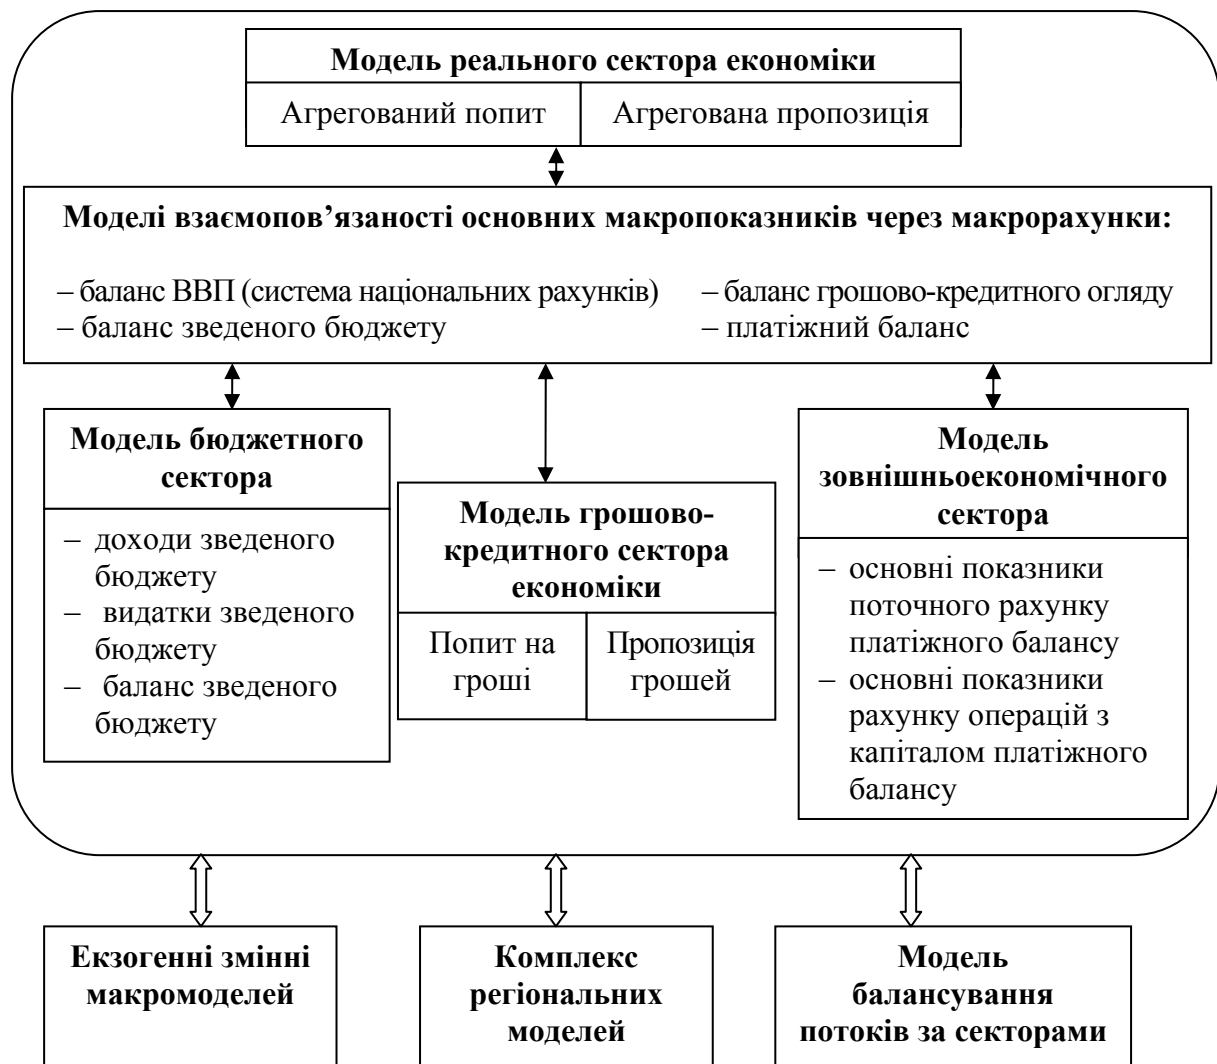 Модель реального сектора економіки
Агрегований попит
Агрегована пропозиція
Моделі взаємопов’язаності основних макропоказників через макрорахунки:
– баланс ВВП (система національних рахунків)
– баланс зведеного бюджету
– баланс грошово-кредитного огляду
– платіжний баланс
Модель бюджетного
сектора
– доходи зведеного
бюджету
– видатки зведеного
бюджету
– баланс зведеного
бюджету
Модель грошово-
кредитного сектора
економіки
Попит на
гроші
Пропозиція
грошей
Модель
зовнішньоекономічного
сектора
– основні показники
поточного рахунку
платіжного балансу
– основні показники
рахунку операцій з
капіталом платіжного
балансу
Екзогенні змінні
макромоделей
Комплекс
регіональних
моделей
Модель
балансування
потоків за секторами